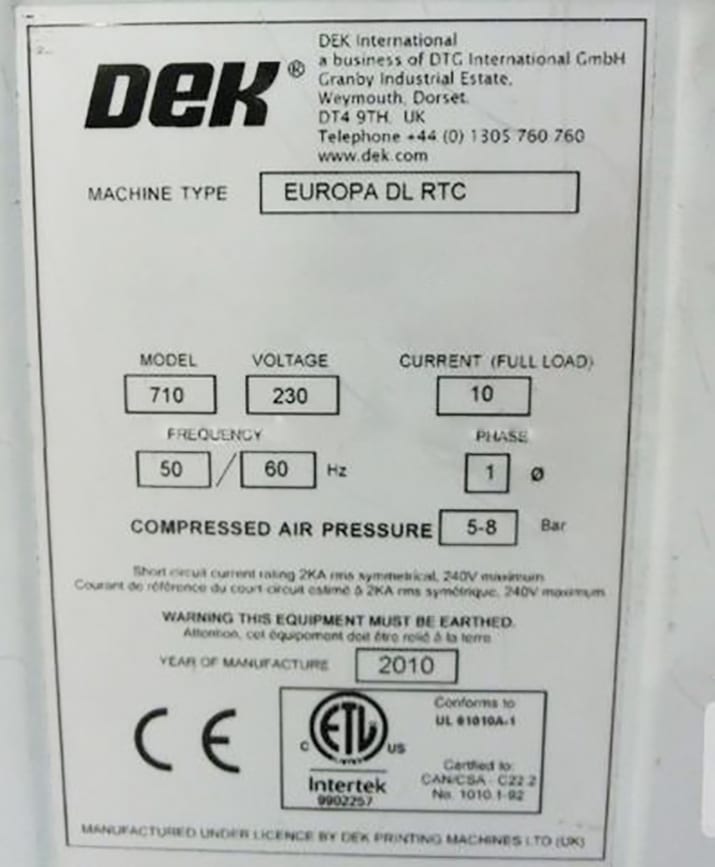 DEK®
DEK International
a business of DTG International GmbH
Granby Industrial Estate,
Weymouth, Dorset.
DT4 9TH. UK
Telephone +44 (0) 1305 760 760
www.dek.com
MACHINE TYPE EUROPA DL RTC
MODEL VOLTAGE CURRENT (FULL LOAD)
710 230 10
FREQUENCY PHASE
50 / 60 Hz 1 Ø
COMPRESSED AIR PRESSURE 5-8 Bar
Short circuit current rating 2KA rms symmetrical, 240V maximum
Courant de référence du court circuit estimé à 2KA rms symétrique, 240V maximum
WARNING THIS EQUIPMENT MUST BE EARTHED.
Attention, cet équipement doit être relié à la terre
YEAR OF MANUFACTURE 2010
CE
C ETL US
Intertek
9902257
Conforms to
UL 61010A-1
Certified to:
CAN/CSA C22.2
No. 1010.1-92
MANUFACTURED UNDER LICENCE BY DEK PRINTING MACHINES LTD (UK)